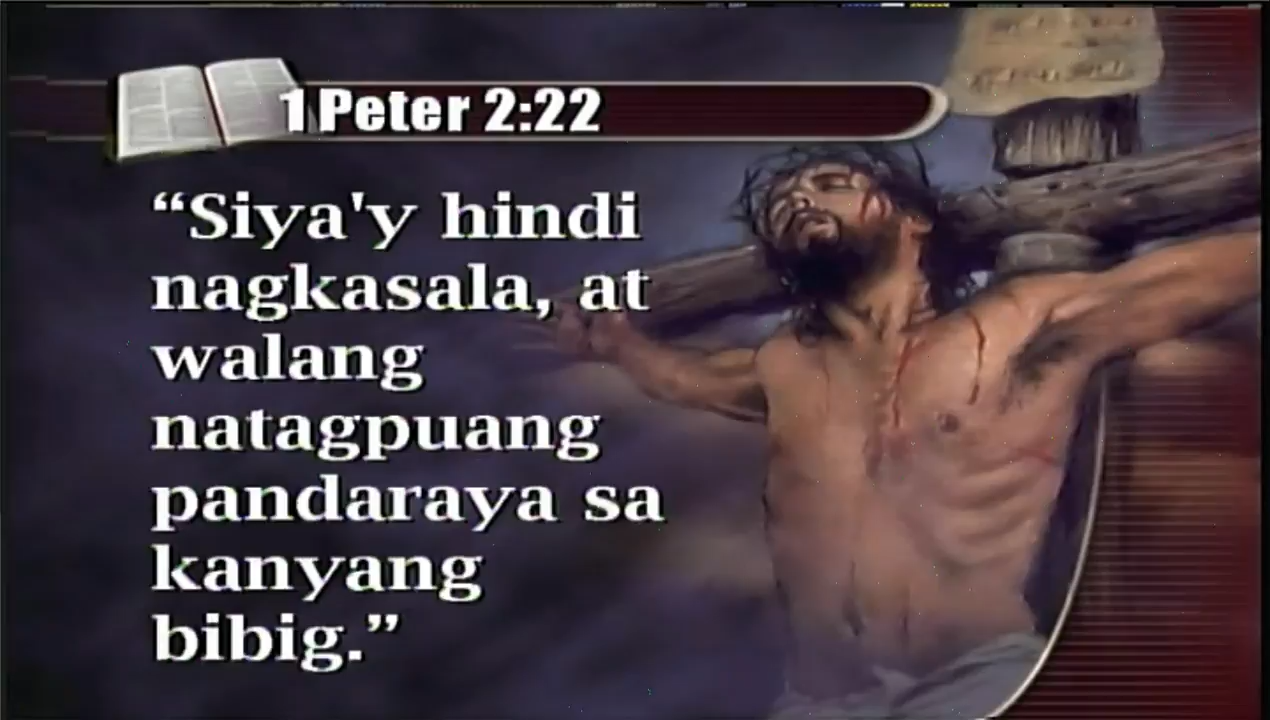 1 Peter 2:22
“Siya'y hindi
nagkasala, at
walang
natagpuang
pandaraya sa
kanyang
bibig.”